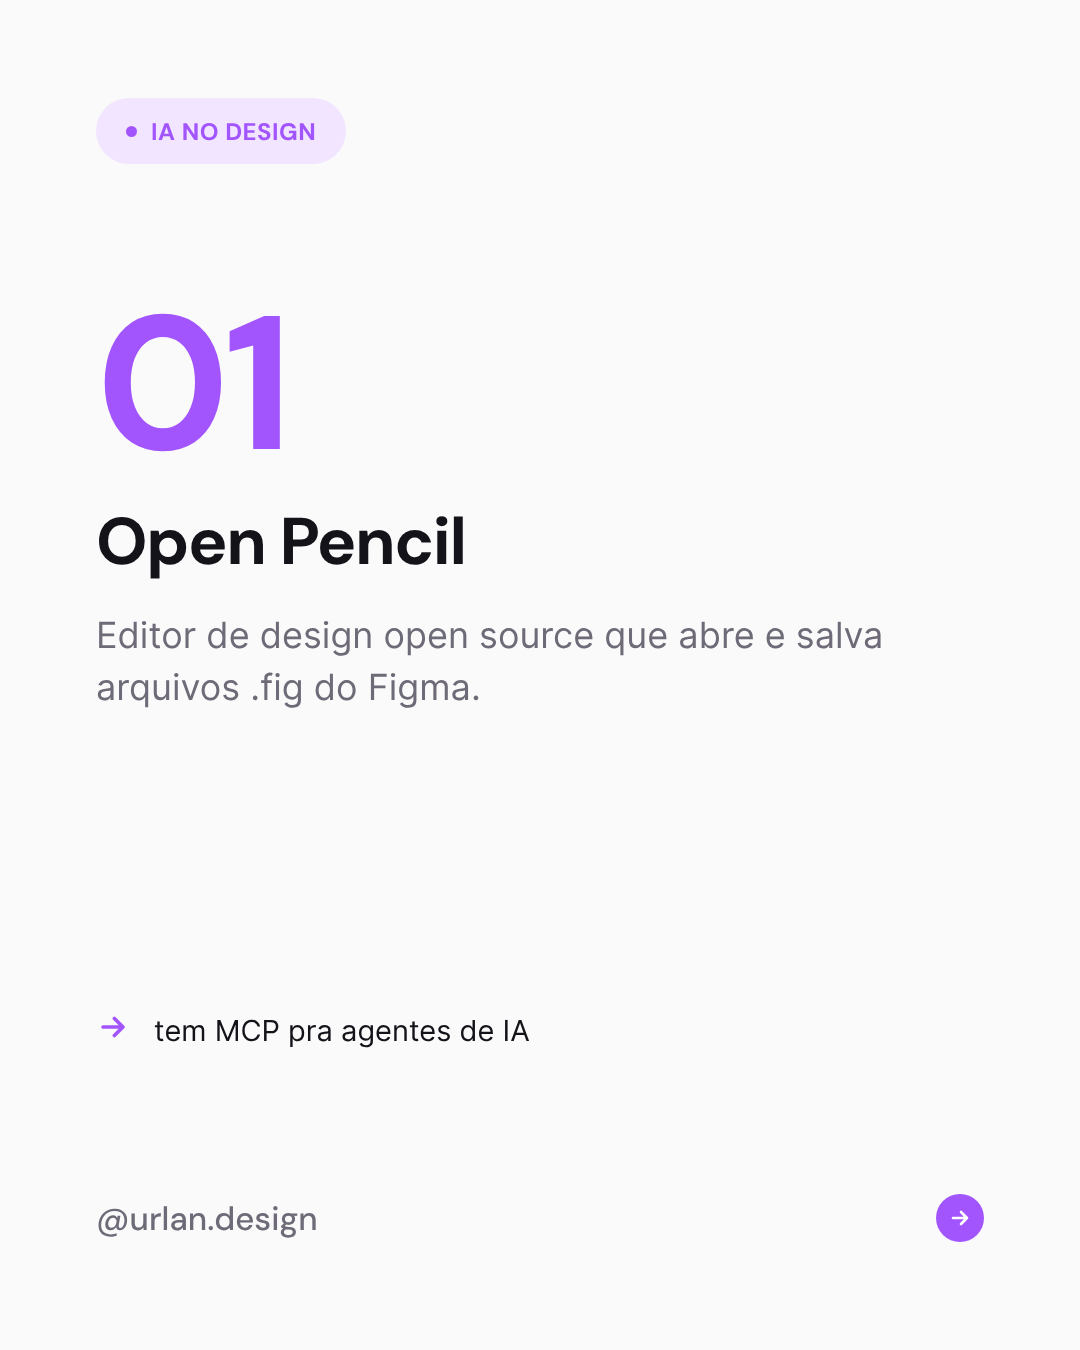 IA NO DESIGN
01
Open Pencil
Editor de design open source que abre e salva
arquivos .fig do Figma.
tem MCP pra agentes de IA
@urlan.design